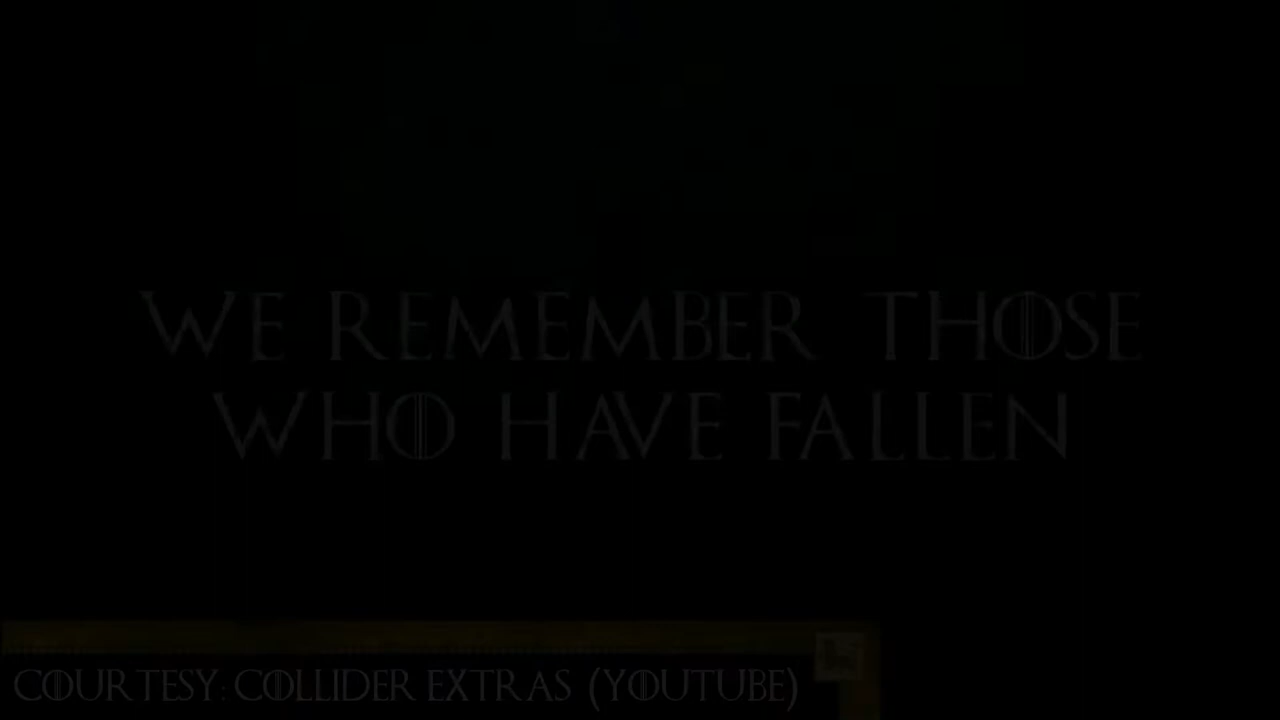 WE REMEMBER THOSE
WHO HAVE FALLEN
COURTESY: COLLIDER EXTRAS (YOUTUBE)